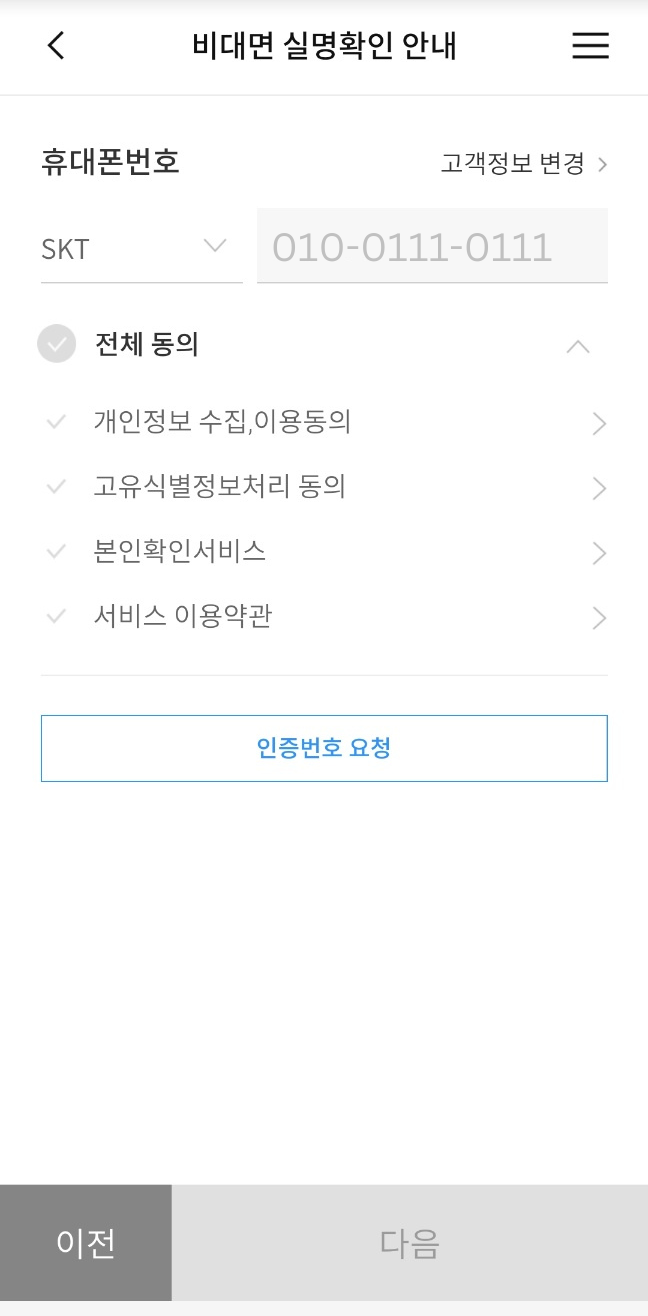 비대면 실명확인 안내
휴대폰번호
고객정보 변경
SKT
010-0111-0111
전체 동의
개인정보 수집,이용동의
고유식별정보처리 동의
본인확인서비스
서비스 이용약관
인증번호 요청
이전
다음